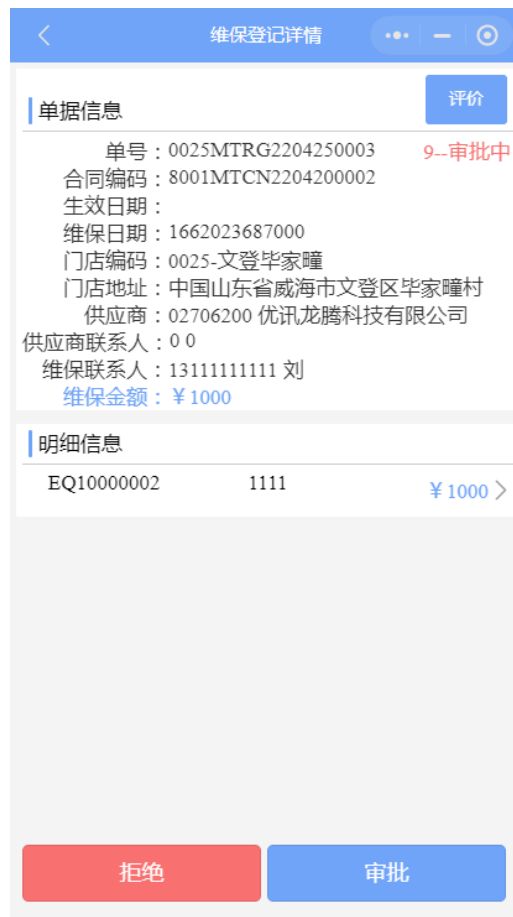 维保登记详情
单据信息
评价
单号：0025MTRG2204250003
9--审批中
合同编码：8001MTCN2204200002
生效日期：
维保日期：1662023687000
门店编码：0025-文登毕家疃
门店地址：中国山东省威海市文登区毕家疃村
供应商：02706200 优讯龙腾科技有限公司
供应商联系人：0 0
维保联系人：13111111111 刘
维保金额：￥1000
明细信息
EQ10000002 1111 ￥1000
拒绝 审批